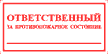 ОТВЕТСТВЕННЫЙ
ЗА ПРОТИВОПОЖАРНОЕ СОСТОЯНИЕ